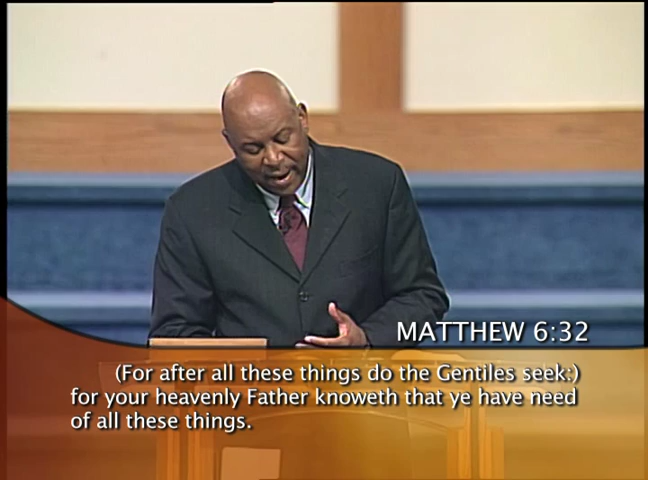 MATTHEW 6:32
(For after all these things do the Gentiles seek:)
for your heavenly Father knoweth that ye have need
of all these things.